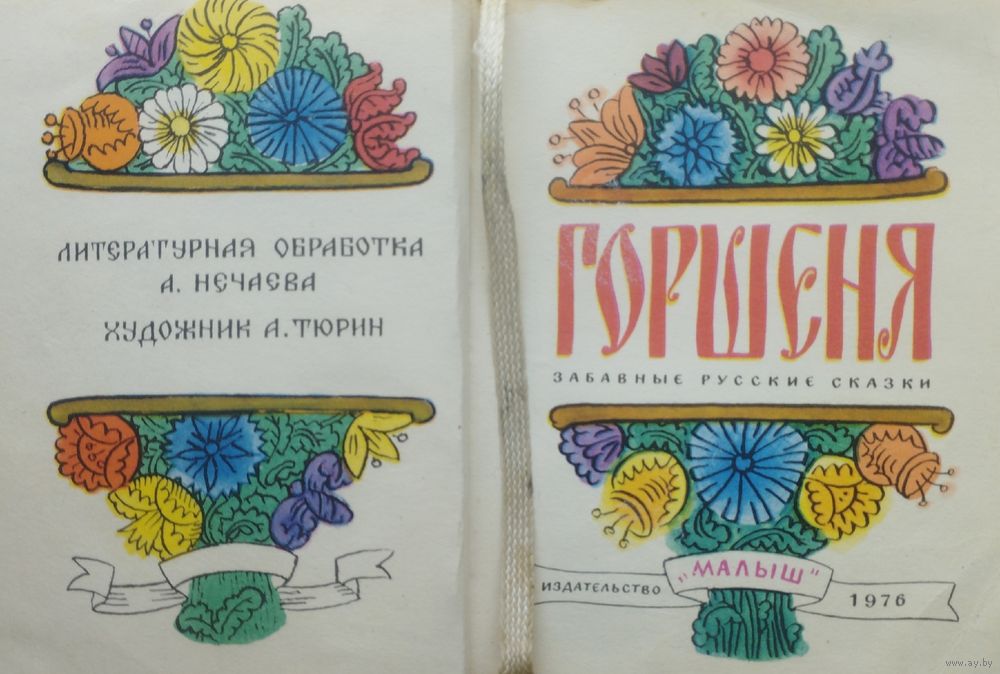 ЛИТЕРАТУРНАЯ ОБРАБОТКА
А. НЕЧАЕВА
ХУДОЖНИК А. ТЮРИН
ГОРШЕНЯ
ЗАБАВНЫЕ РУССКИЕ СКАЗКИ
ИЗДАТЕЛЬСТВО „МАЛЫШ" 1976
www.ay.by